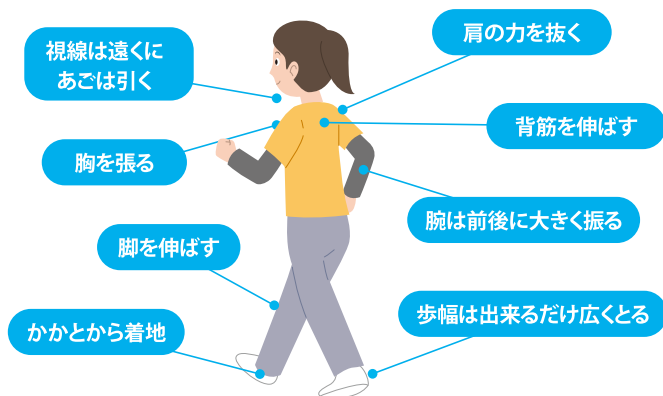 視線は遠くに
あごは引く
肩の力を抜く
背筋を伸ばす
胸を張る
腕は前後に大きく振る
脚を伸ばす
歩幅は出来るだけ広くとる
かかとから着地